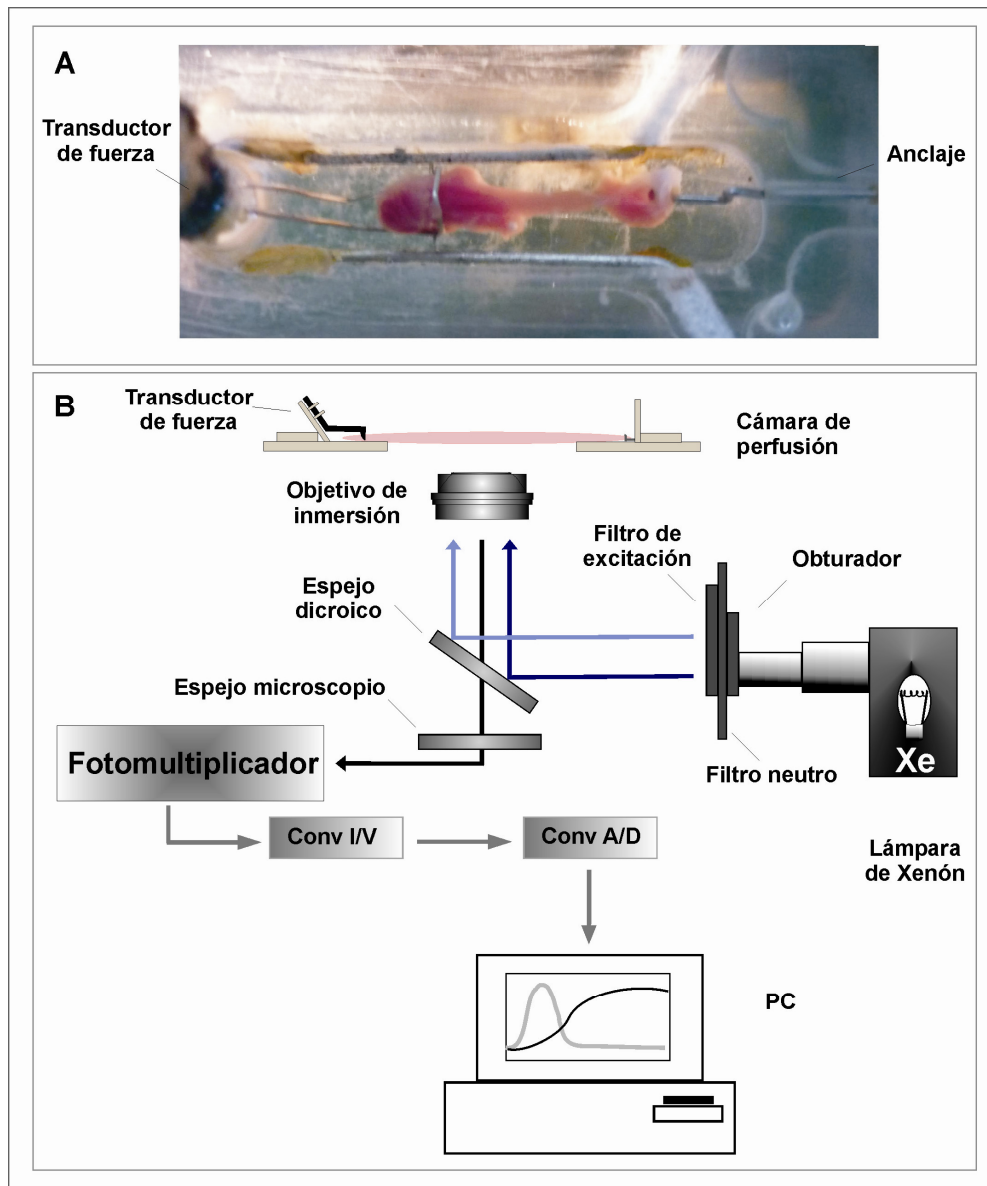 A
Transductor
de fuerza
Anclaje
B
Transductor
de fuerza
Cámara de
perfusión
Objetivo de
inmersión
Filtro de
excitación
Obturador
Espejo
dicroico
Espejo microscopio
Fotomultiplicador
Filtro neutro
Xe
Conv I/V
Conv A/D
Lámpara
de Xenón
PC